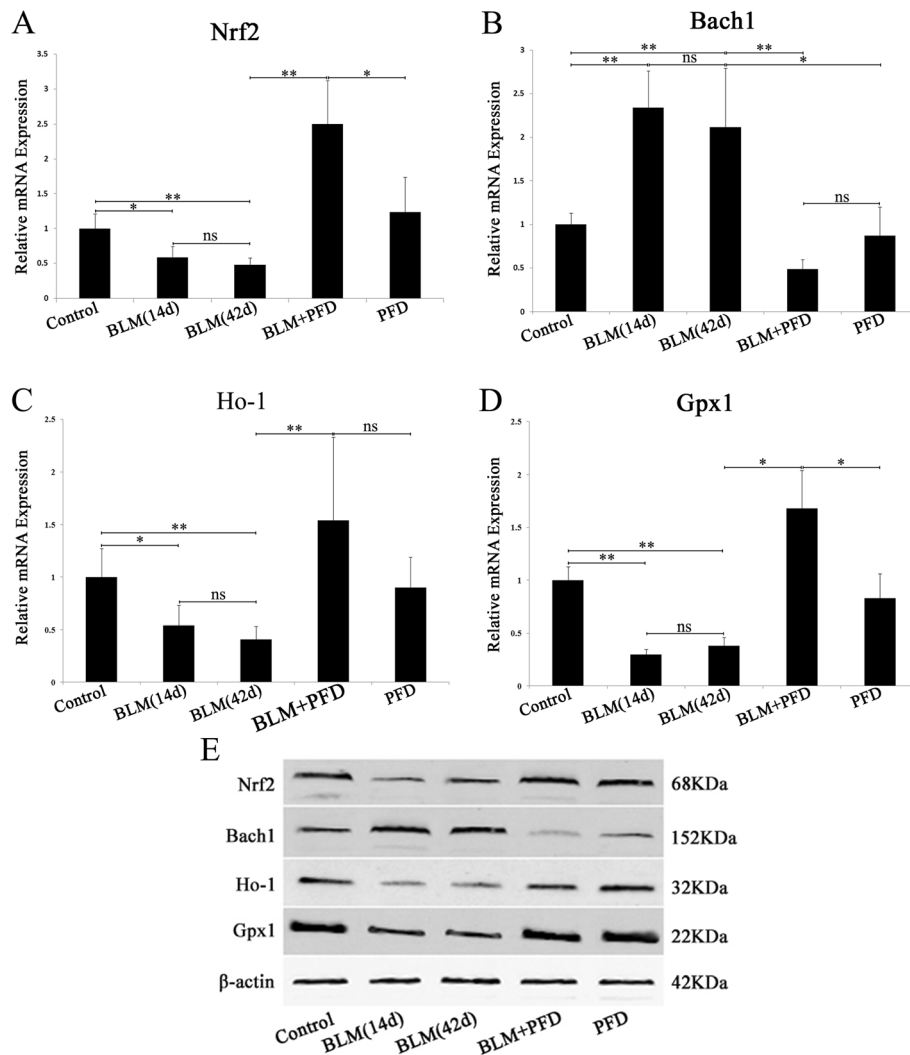 A
Nrf2
Relative mRNA Expression
3.5
3
2.5
2
1.5
1
0.5
0
**
*
**
*
ns
Control
BLM(14d)
BLM(42d)
BLM+PFD
PFD
B
Bach1
Relative mRNA Expression
3
2.5
2
1.5
1
0.5
0
**
**
**
ns
*
ns
Control
BLM(14d)
BLM(42d)
BLM+PFD
PFD
C
Ho-1
Relative mRNA Expression
2.5
2
1.5
1
0.5
0
**
ns
**
*
ns
Control
BLM(14d)
BLM(42d)
BLM+PFD
PFD
D
Gpx1
Relative mRNA Expression
2.5
2
1.5
1
0.5
0
*
*
**
**
ns
Control
BLM(14d)
BLM(42d)
BLM+PFD
PFD
E
Nrf2 68KDa
Bach1 152KDa
Ho-1 32KDa
Gpx1 22KDa
β-actin 42KDa
Control
BLM(14d)
BLM(42d)
BLM+PFD
PFD